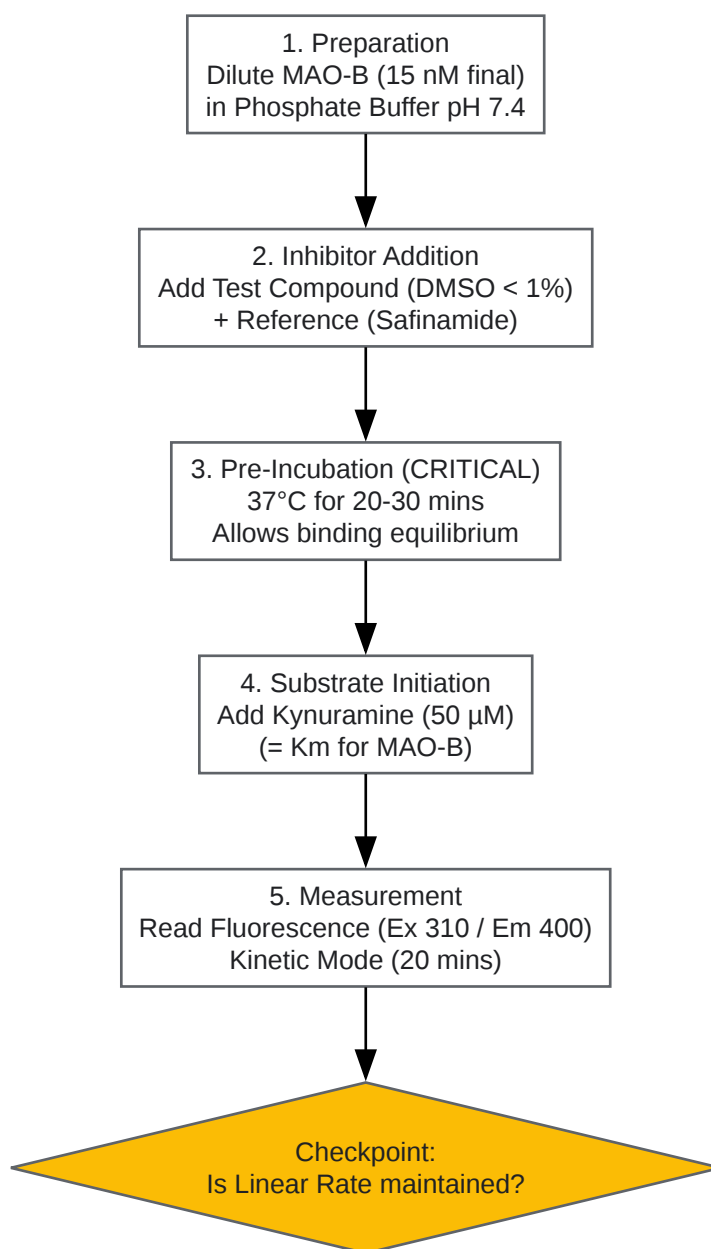 1. Preparation
Dilute MAO-B (15 nM final)
in Phosphate Buffer pH 7.4
2. Inhibitor Addition
Add Test Compound (DMSO < 1%)
+ Reference (Safinamide)
3. Pre-Incubation (CRITICAL)
37°C for 20-30 mins
Allows binding equilibrium
4. Substrate Initiation
Add Kynuramine (50 µM)
(= Km for MAO-B)
5. Measurement
Read Fluorescence (Ex 310 / Em 400)
Kinetic Mode (20 mins)
Checkpoint:
Is Linear Rate maintained?